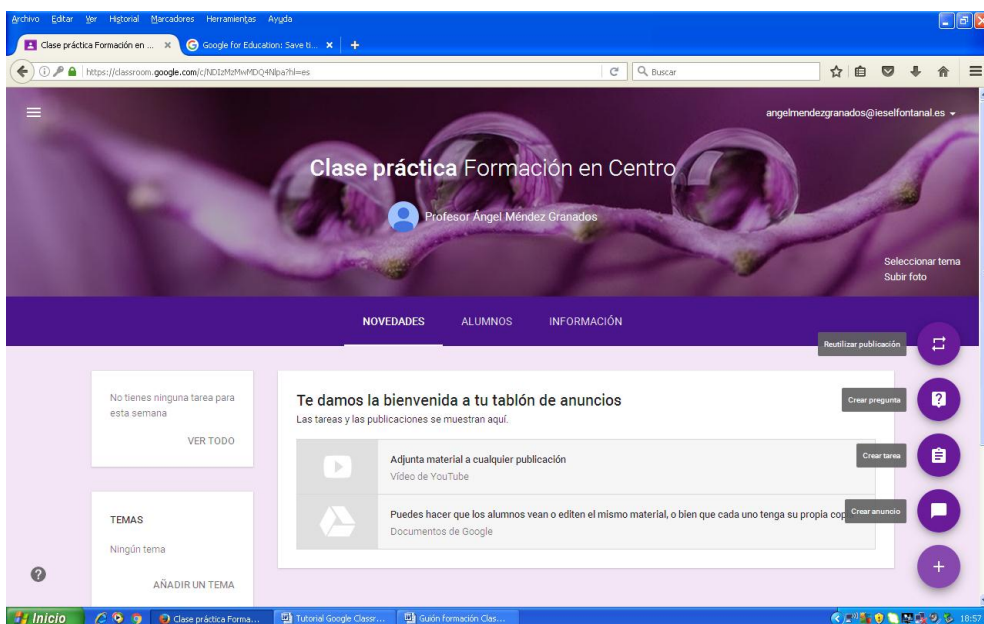 Archivo Editar Ver Historial Marcadores Herramientas Ayuda
Clase práctica Formación en ...
Google for Education: Save ti...
https://classroom.google.com/c/NDIzMzMwMDQ4Nlpa?hl=es
Buscar
angelmendezgranados@ieselfontanal.es
Clase práctica Formación en Centro
Profesor Ángel Méndez Granados
Seleccionar tema
Subir foto
NOVEDADES ALUMNOS INFORMACIÓN
Reutilizar publicación
No tienes ninguna tarea para
esta semana
VER TODO
Te damos la bienvenida a tu tablón de anuncios
Las tareas y las publicaciones se muestran aquí.
Crear pregunta
Adjunta material a cualquier publicación
Vídeo de YouTube
Crear tarea
Puedes hacer que los alumnos vean o editen el mismo material, o bien que cada uno tenga su propia cop
Documentos de Google
Crear anuncio
TEMAS
Ningún tema
AÑADIR UN TEMA
Inicio
Clase práctica Forma...
Tutorial Google Classr...
Guión formación Clas...
18:57